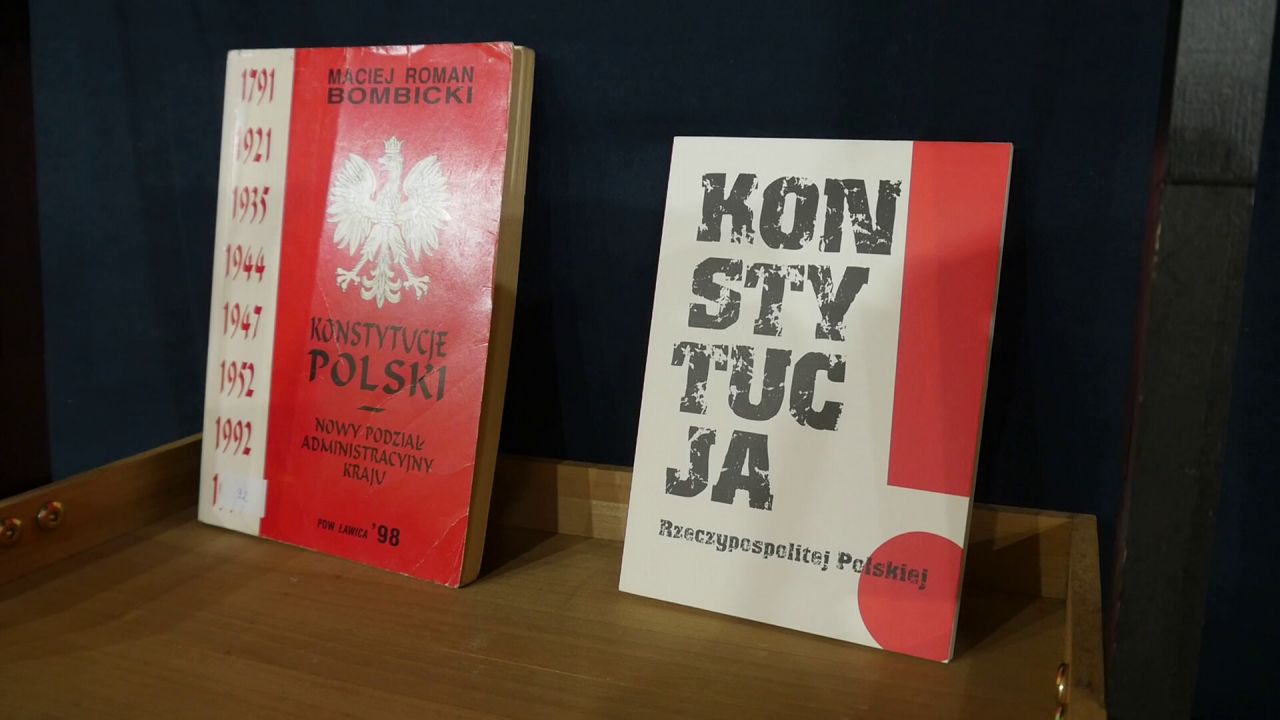 1791
1921
1935
1944
1947
1952
1992
MACIEJ ROMAN
BOMBICKI
KONSTYTUCJE
POLSKI
–
NOWY PODZIAŁ
ADMINISTRACYJNY
KRAJU
POW ŁAWICA '98
KON
STY
TUC
JA
Rzeczypospolitej Polskiej